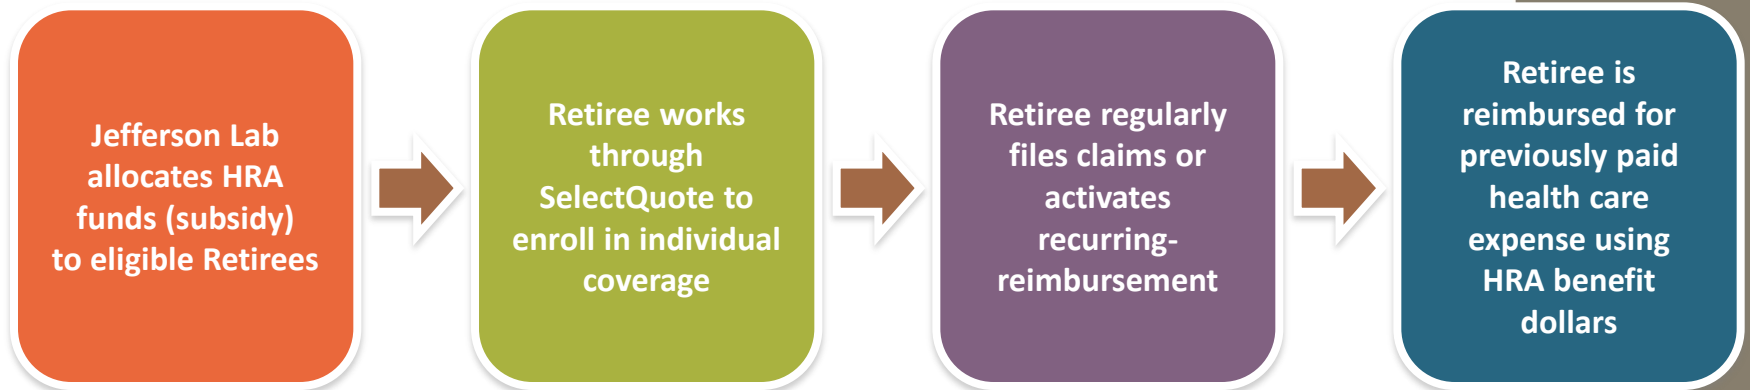 Jefferson Lab
allocates HRA
funds (subsidy)
to eligible Retirees
Retiree works
through
SelectQuote to
enroll in individual
coverage
Retiree regularly
files claims or
activates
recurring-
reimbursement
Retiree is
reimbursed for
previously paid
health care
expense using
HRA benefit
dollars